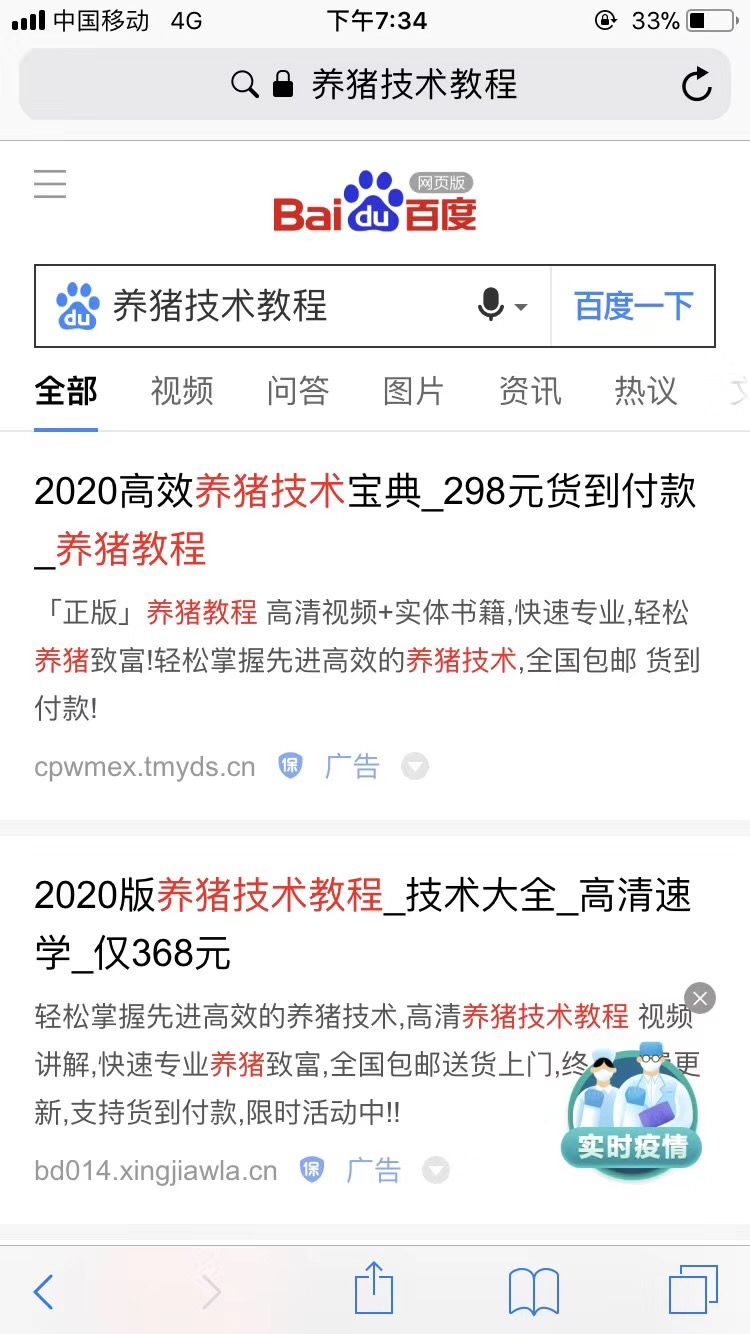 中国移动 4G 下午7:34 33%
养猪技术教程
Bai du 百度 网页版
du 养猪技术教程 百度一下
全部 视频 问答 图片 资讯 热议
2020高效养猪技术宝典_298元货到付款
_养猪教程
「正版」养猪教程 高清视频+实体书籍,快速专业,轻松
养猪致富!轻松掌握先进高效的养猪技术,全国包邮 货到
付款!
cpwmex.tmyds.cn 保 广告
2020版养猪技术教程_技术大全_高清速
学_仅368元
轻松掌握先进高效的养猪技术,高清养猪技术教程 视频
讲解,快速专业养猪致富,全国包邮送货上门,终 更
新,支持货到付款,限时活动中!!
实时疫情
bd014.xingjiawla.cn 保 广告